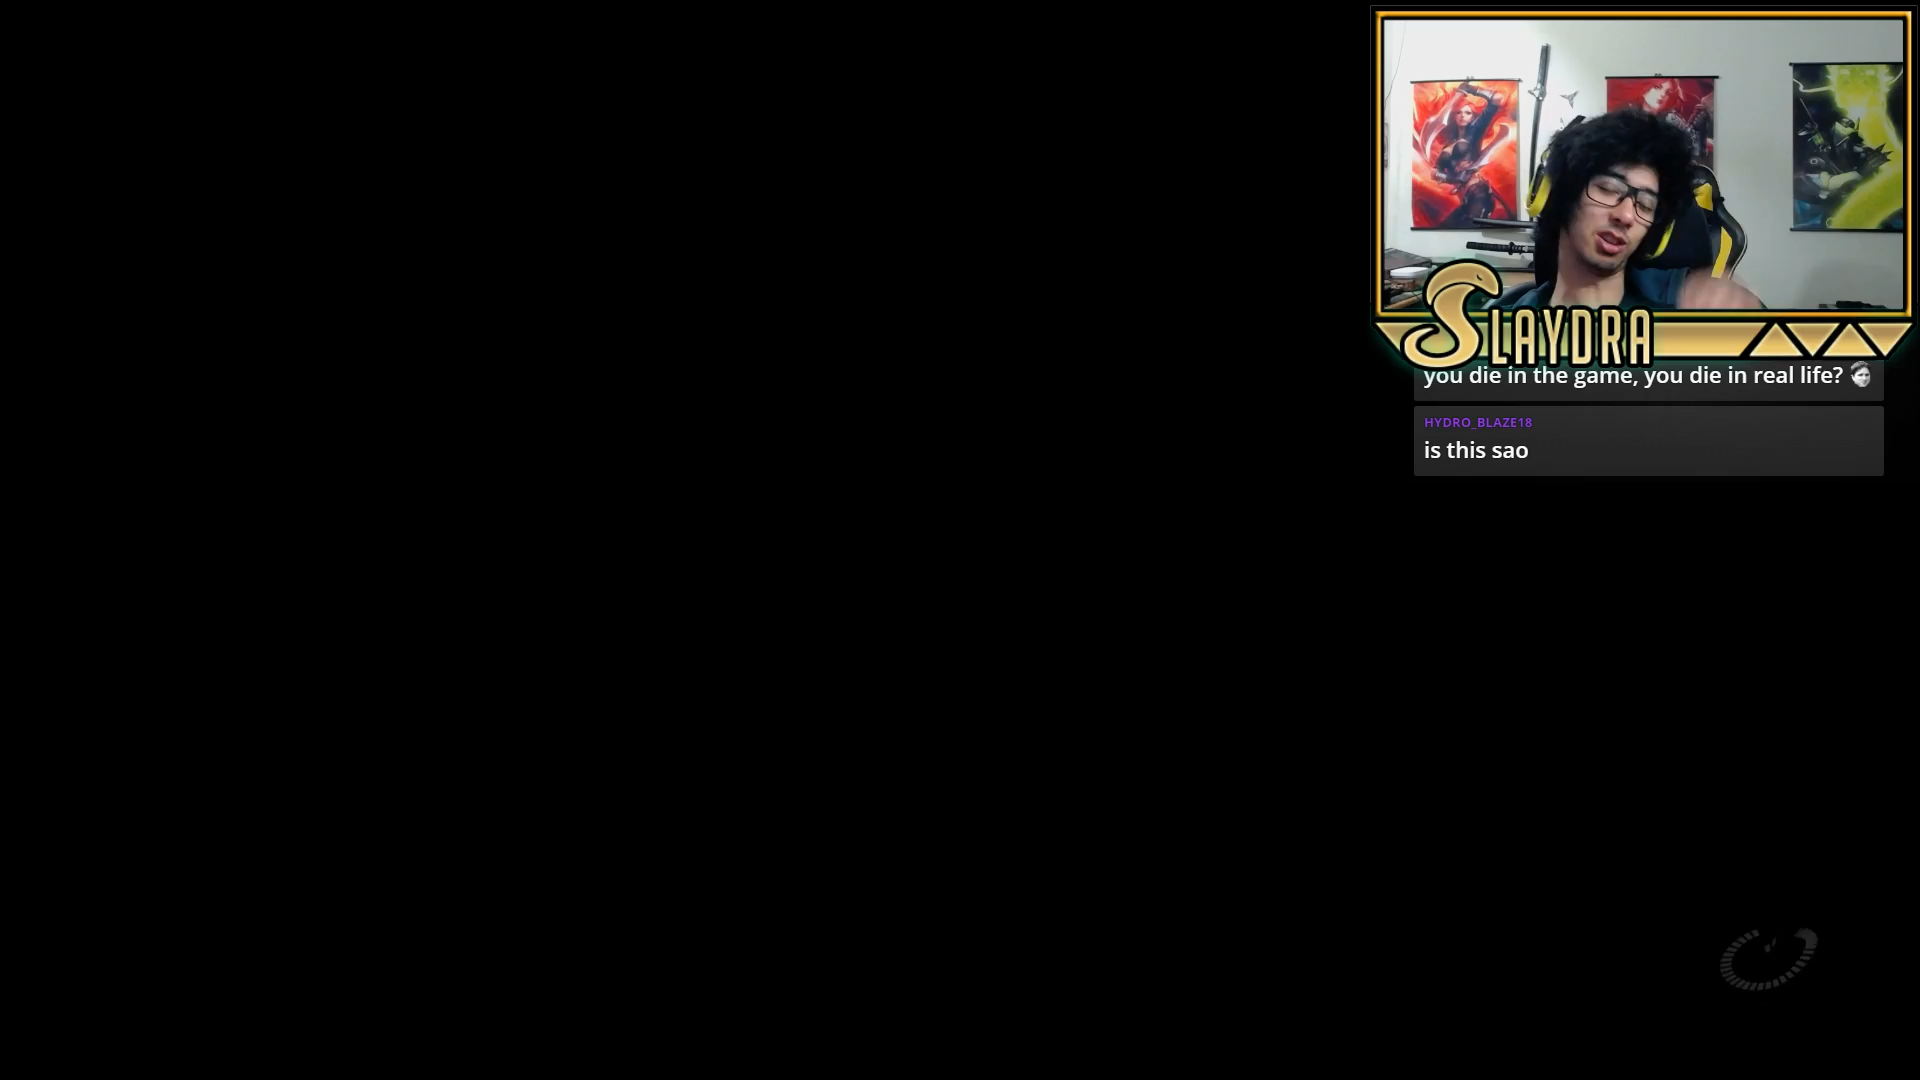 SLAYDRA
you die in the game, you die in real life?
HYDRO_BLAZE18
is this sao